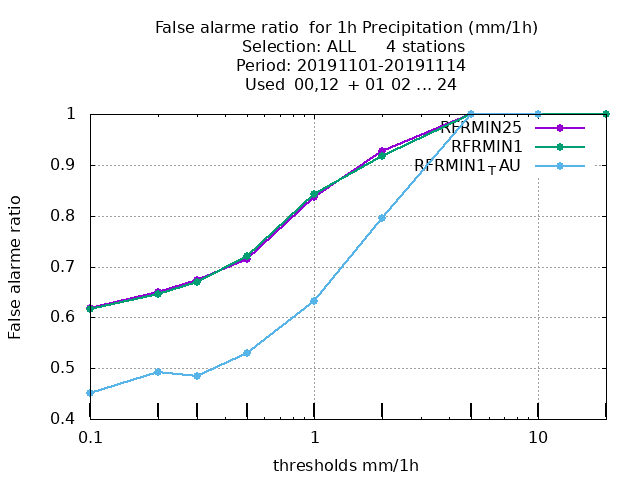 False alarme ratio  for 1h Precipitation (mm/1h)
Selection: ALL      4 stations
Period: 20191101-20191114
Used  00,12  + 01 02 ... 24
RFRMIN25
RFRMIN1
RFRMIN1TAU
1
0.9
0.8
0.7
0.6
0.5
0.4
False alarme ratio
0.1
1
10
thresholds mm/1h